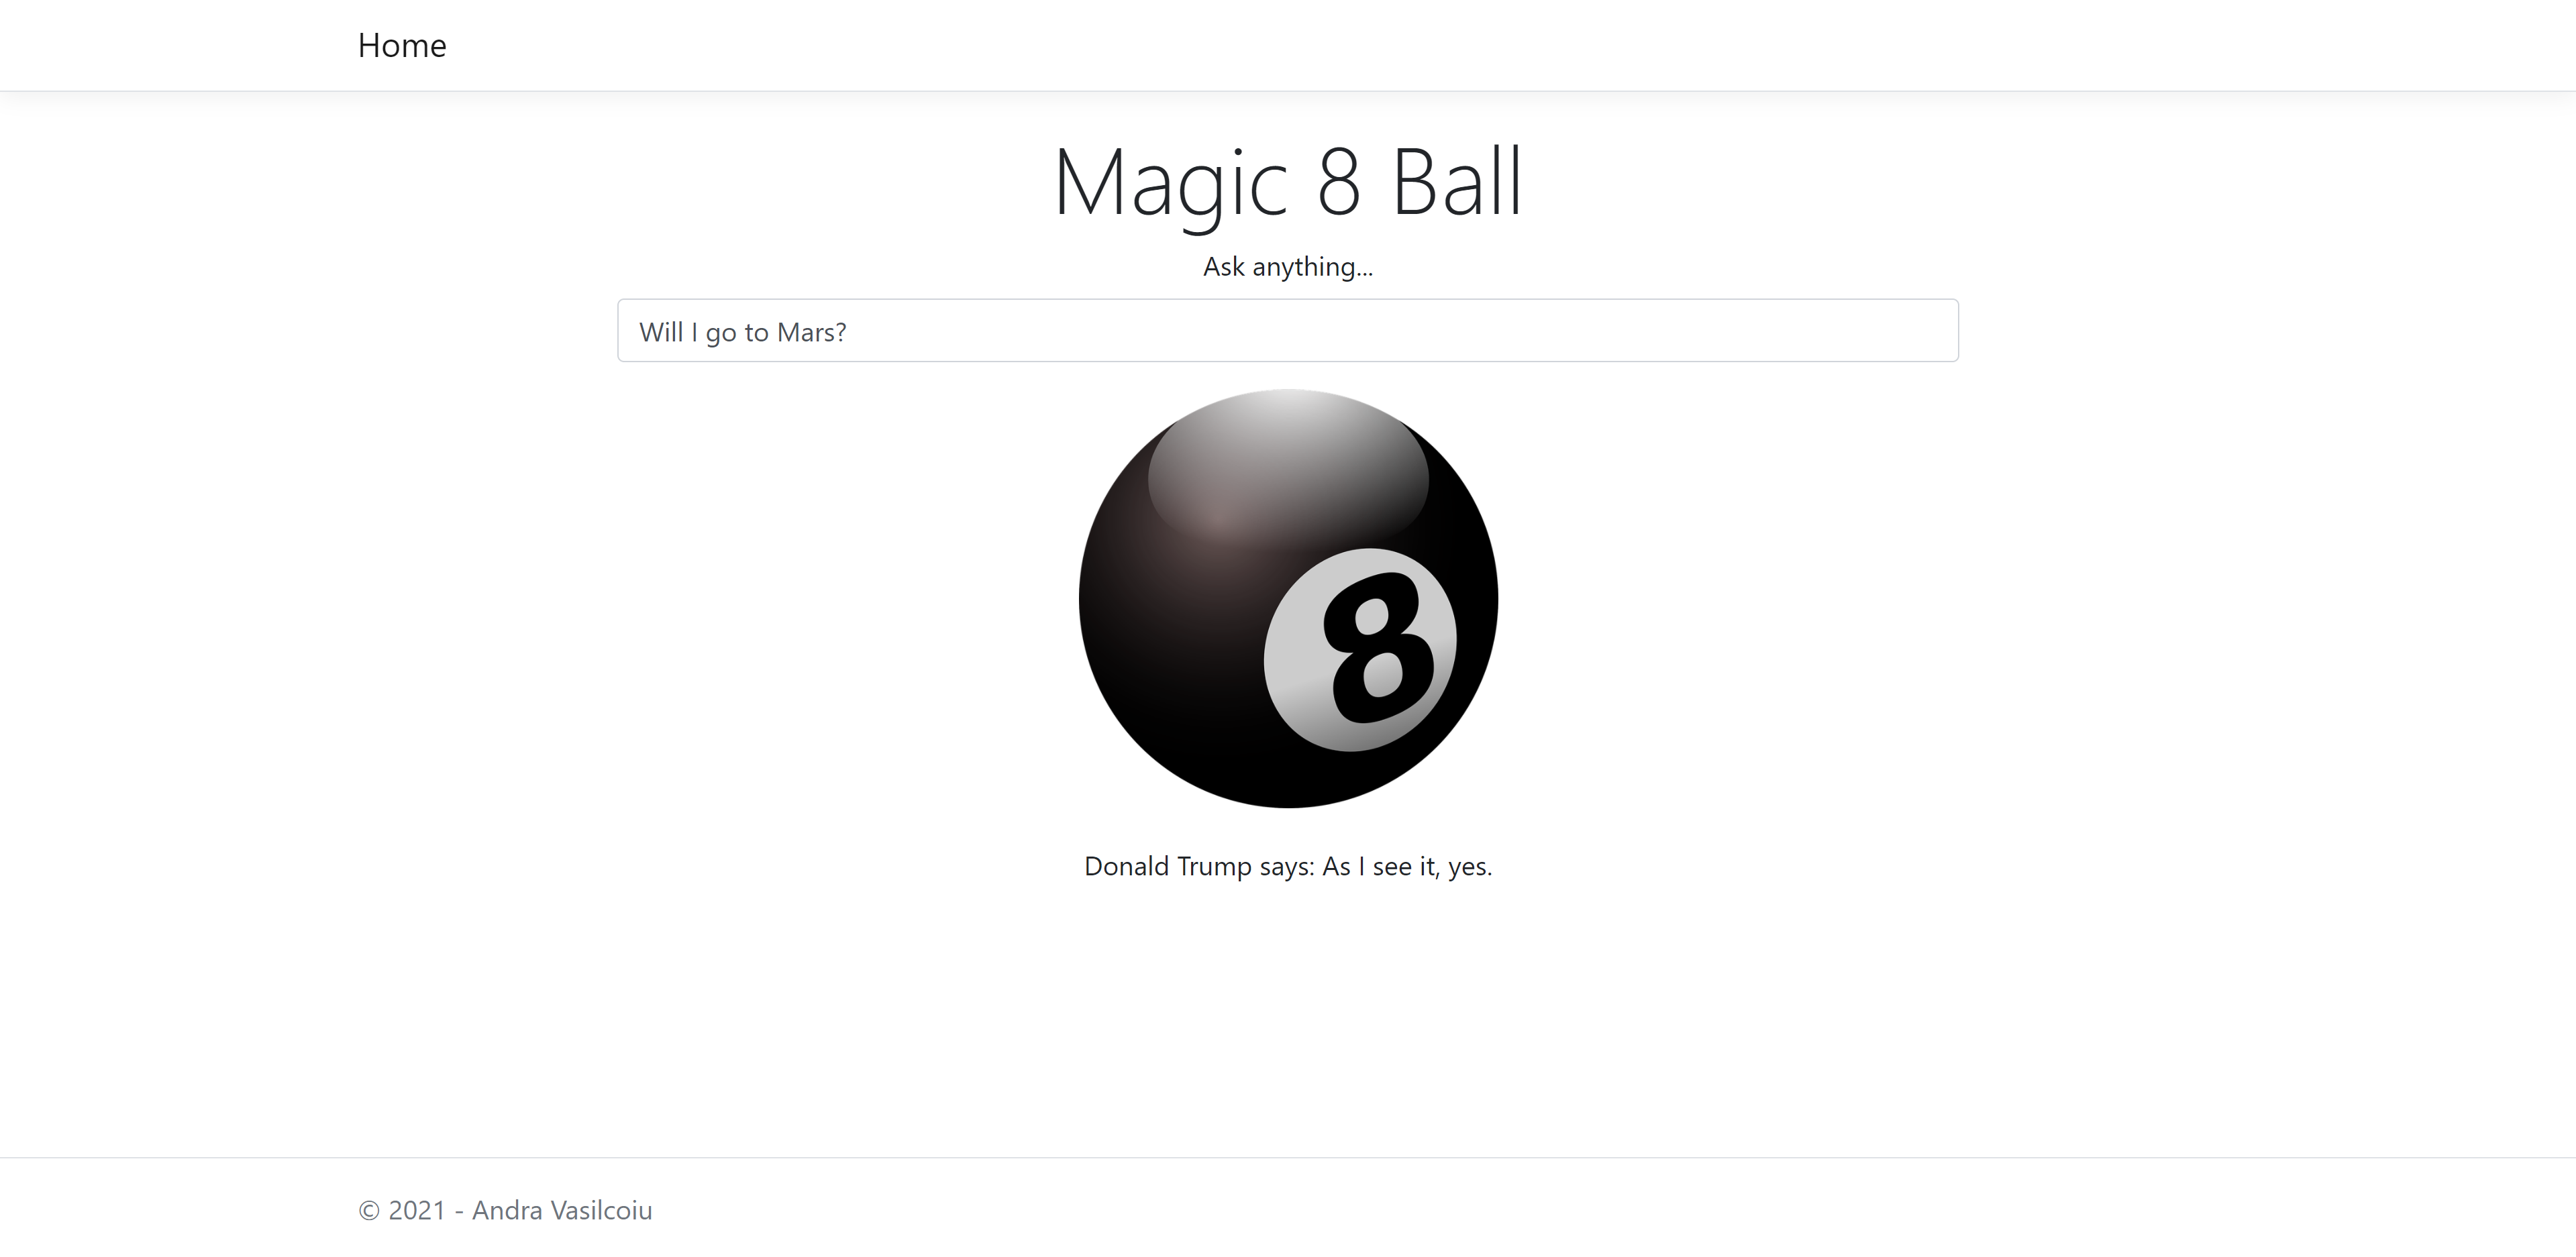 Home
Magic 8 Ball
Ask anything...
Will I go to Mars?
8
Donald Trump says: As I see it, yes.
© 2021 - Andra Vasilcoiu